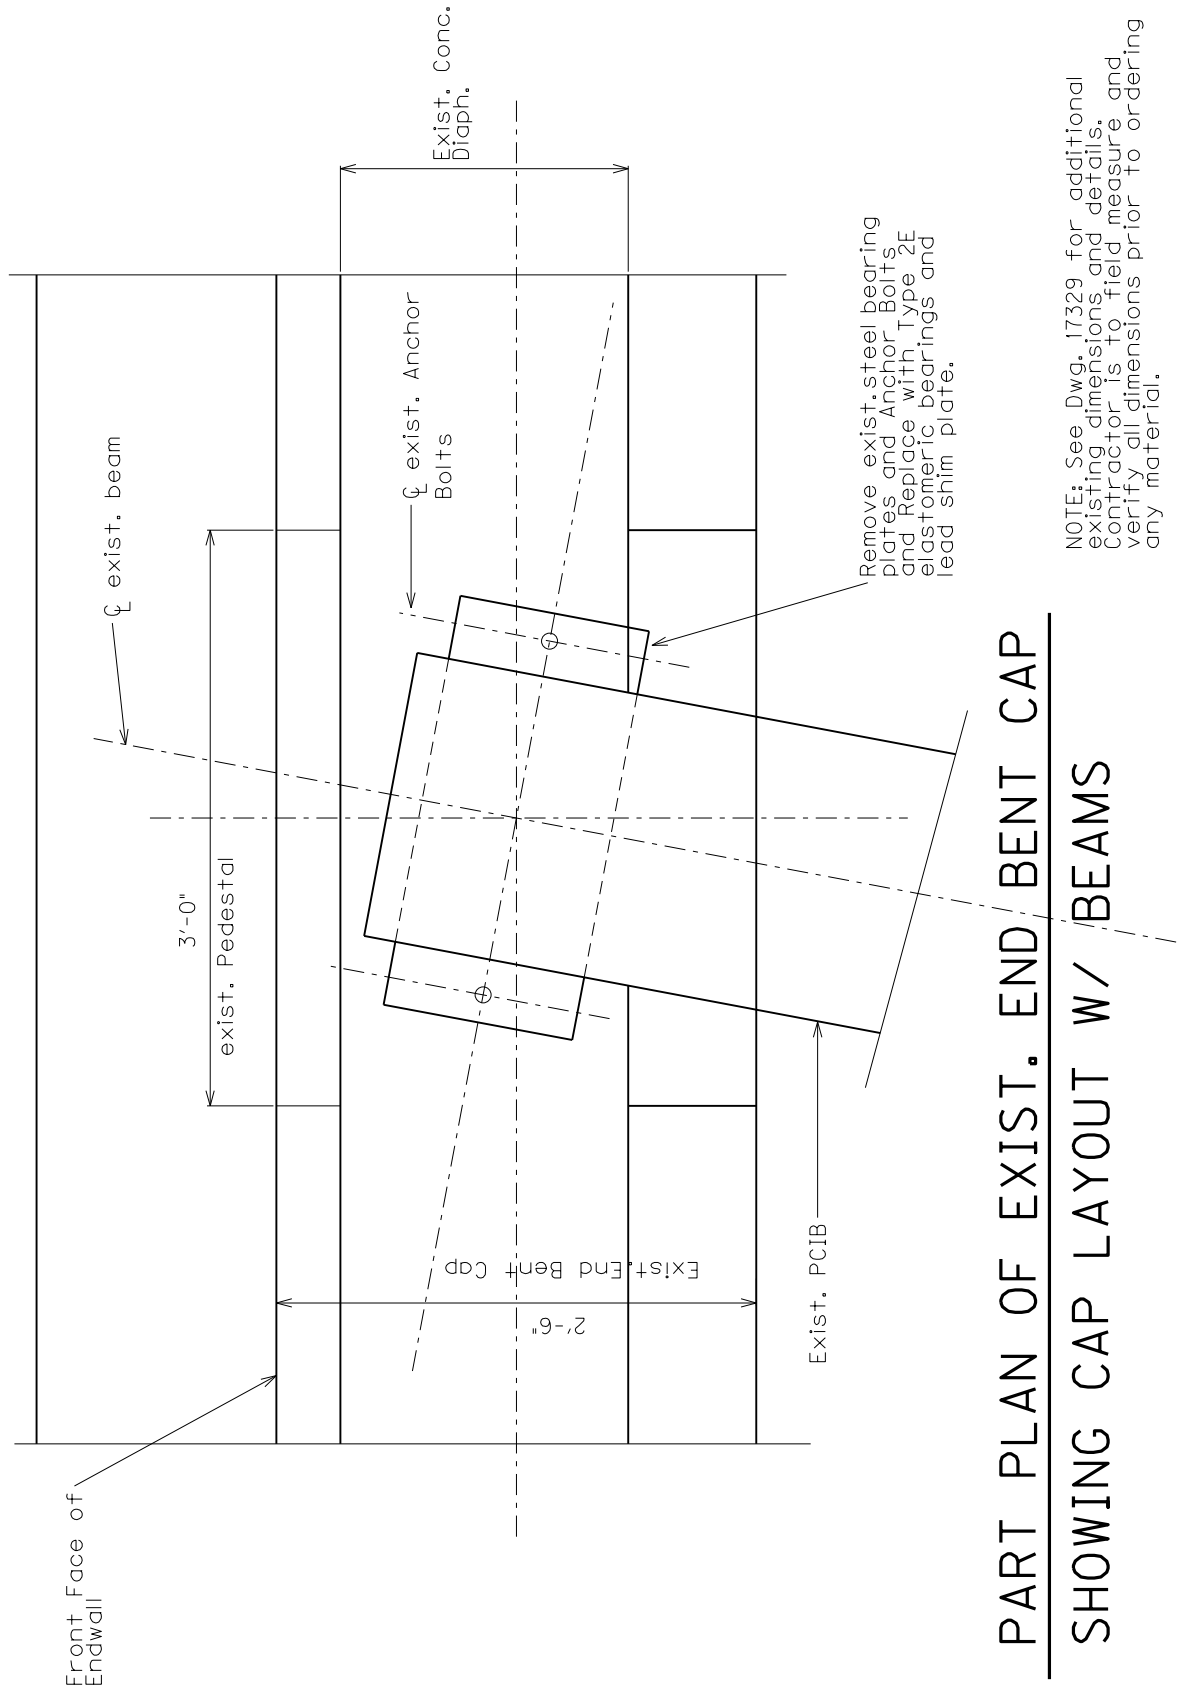 Front Face of
Endwall
℄ exist. beam
3'-0"
exist. Pedestal
℄ exist. Anchor
Bolts
Exist. Conc.
Diaph.
Exist. End Bent Cap
2'-6"
Exist. PCIB
Remove exist. steel bearing
plates and Anchor Bolts
and Replace with Type 2E
elastomeric bearings and
lead shim plate.
PART PLAN OF EXIST. END BENT CAP
SHOWING CAP LAYOUT W/ BEAMS
NOTE: See Dwg. 17329 for additional
existing dimensions and details.
Contractor is to field measure and
verify all dimensions prior to ordering
any material.